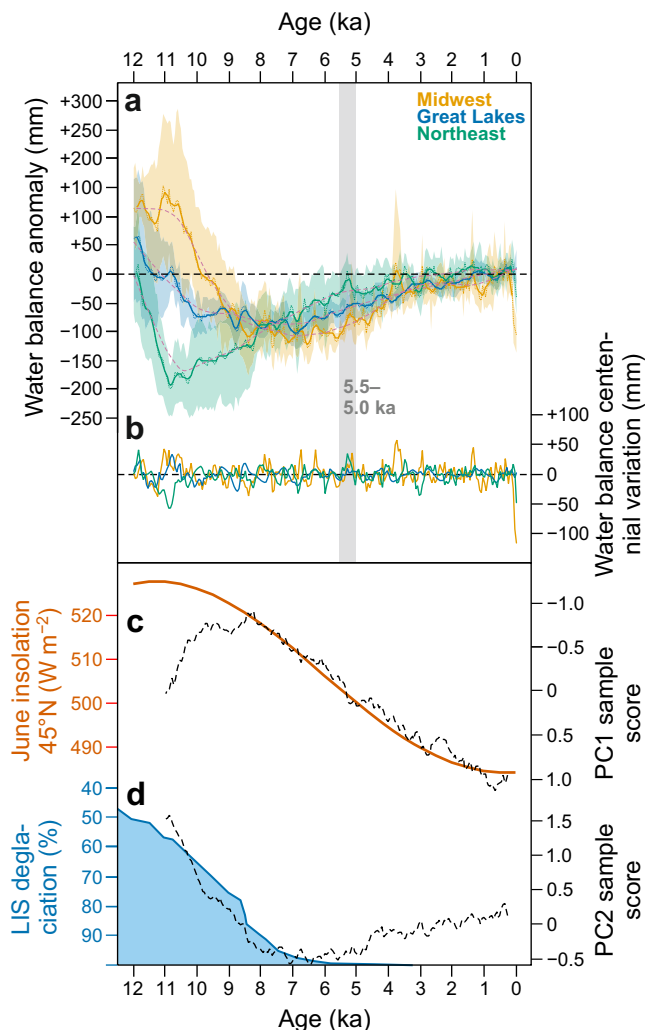 Age (ka)
12 11 10 9 8 7 6 5 4 3 2 1 0
a
Midwest
Great Lakes
Northeast
Water balance anomaly (mm)
+300
+200
+200
+100
+100
+50
0
−50
−100
−150
−200
−250
5.5–
5.0 ka
b
Water balance centen-
nial variation (mm)
+100
+50
0
−50
−100
c
June insolation
45°N (W m−2)
520
510
500
490
−1.0
−0.5
0
0.5
1.0
PC1 sample
score
d
LIS degla-
ciation (%)
40
50
60
70
80
90
1.5
1.0
0.5
0
−0.5
PC2 sample
score
12 11 10 9 8 7 6 5 4 3 2 1 0
Age (ka)